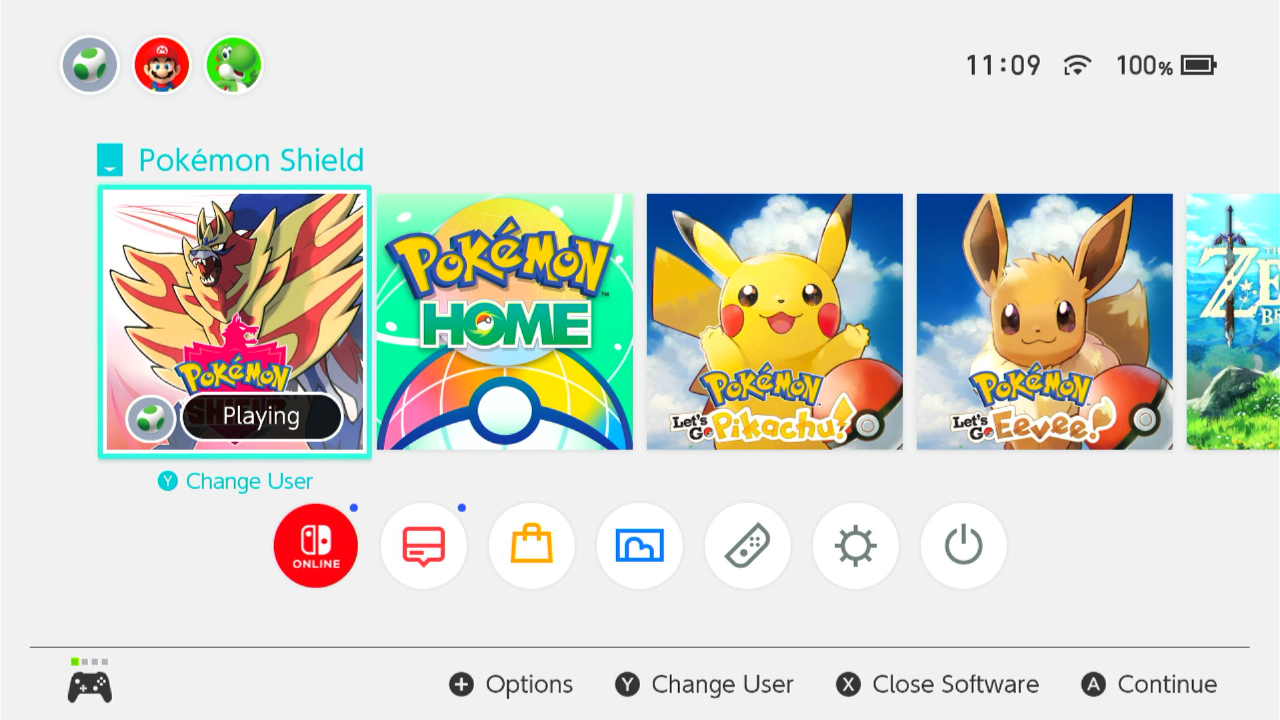 11:09
100%
Pokémon Shield
POKÉMON
SHIELD
Playing
POKÉMON
HOME
POKÉMON
Let's Go Pikachu!
POKÉMON
Let's Go Eevee!
Y Change User
ONLINE
+ Options
Y Change User
X Close Software
A Continue